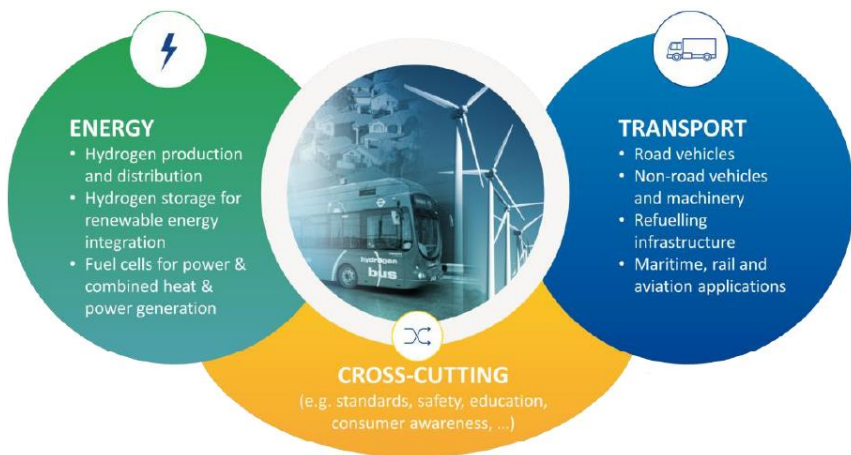 ENERGY
• Hydrogen production
and distribution
• Hydrogen storage for
renewable energy
integration
• Fuel cells for power &
combined heat &
power generation
hydrogen
bus
TRANSPORT
• Road vehicles
• Non-road vehicles
and machinery
• Refuelling
infrastructure
• Maritime, rail and
aviation applications
CROSS-CUTTING
(e.g. standards, safety, education,
consumer awareness, ...)